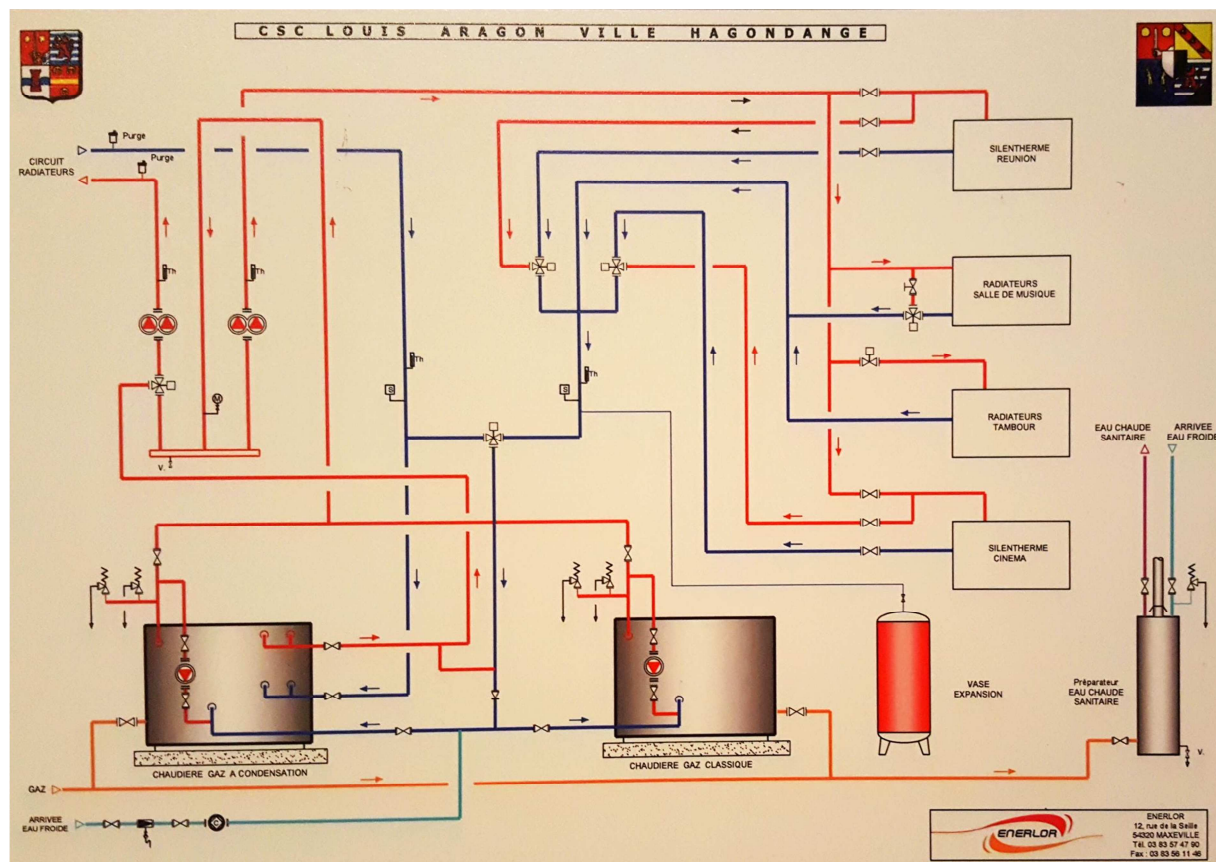 CSC LOUIS ARAGON VILLE HAGONDANGE
Purge
Purge
CIRCUIT
RADIATEURS
SILENTHERME
REUNION
Th
Th
RADIATEURS
SALLE DE MUSIQUE
Th
Th
S
S
M
RADIATEURS
TAMBOUR
EAU CHAUDE
SANITAIRE
ARRIVEE
EAU FROIDE
V.
SILENTHERME
CINEMA
VASE
EXPANSION
Préparateur
EAU CHAUDE
SANITAIRE
V.
CHAUDIERE GAZ A CONDENSATION
CHAUDIERE GAZ CLASSIQUE
GAZ
ARRIVEE
EAU FROIDE
ENERLOR
ENERLOR
12, rue de la Seille
54320 MAXEVILLE
Tél. 03 83 57 47 90
Fax : 03 83 56 11 46